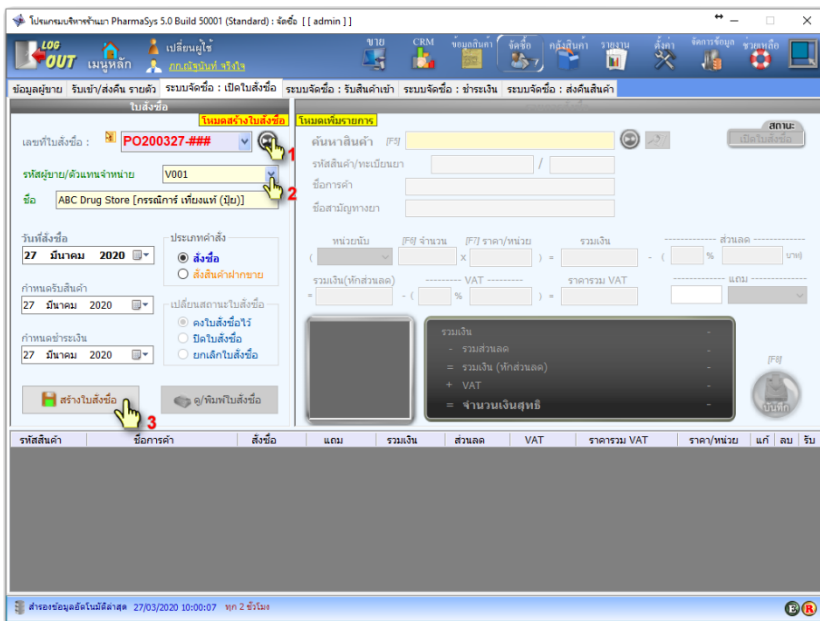 โปรแกรมบริหารร้านยา PharmaSys 5.0 Build 50001 (Standard) : จัดซื้อ [ [ admin ] ]
LOG OUT
เมนูหลัก
เปลี่ยนผู้ใช้
ขาย
CRM
ข้อมูลสินค้า
จัดซื้อ
คลังสินค้า
รายงาน
ตั้งค่า
จัดการข้อมูล
ช่วยเหลือ
ข้อมูลผู้ขาย รับเข้า/ส่งคืน รายตัว ระบบจัดซื้อ : เปิดใบสั่งซื้อ ระบบจัดซื้อ : รับสินค้าเข้า ระบบจัดซื้อ : ชำระเงิน ระบบจัดซื้อ : ส่งคืนสินค้า
ใบสั่งซื้อ
โหมดสร้างใบสั่งซื้อ
โหมดเพิ่มรายการ
สถานะ
เปิดใบสั่งซื้อ
เลขที่ใบสั่งซื้อ :
PO200327-###
1
รหัสผู้ขาย/ตัวแทนจำหน่าย
V001
2
ชื่อ
ABC Drug Store [กรรณิการ์ เที่ยงแท้ (ปุ้ย)]
ค้นหาสินค้า [F3]
รหัสสินค้า/ทะเบียนยา /
ชื่อการค้า
ชื่อสามัญทางยา
วันที่สั่งซื้อ
27 มีนาคม 2020
กำหนดรับสินค้า
27 มีนาคม 2020
กำหนดชำระเงิน
27 มีนาคม 2020
ประเภทคำสั่ง
สั่งซื้อ
สั่งสินค้าฝากขาย
เปลี่ยนสถานะใบสั่งซื้อ
คงใบสั่งซื้อไว้
ปิดใบสั่งซื้อ
ยกเลิกใบสั่งซื้อ
หน่วยนับ [F6] จำนวน [F7] ราคา/หน่วย รวมเงิน ---------- ส่วนลด ----------
( x ) = - ( % บาท)
รวมเงิน(หักส่วนลด) --------- VAT --------- ราคารวม VAT ---------- แถม ----------
= - ( % ) =
รวมเงิน -
- รวมส่วนลด -
= รวมเงิน (หักส่วนลด) -
+ VAT -
= จำนวนเงินสุทธิ -
บันทึก
สร้างใบสั่งซื้อ
3
ดู/พิมพ์ใบสั่งซื้อ
รหัสสินค้า ชื่อการค้า สั่งซื้อ แถม รวมเงิน ส่วนลด VAT ราคารวม VAT ราคา/หน่วย แก้ ลบ รับ
สำรองข้อมูลอัตโนมัติล่าสุด 27/03/2020 10:00:07 ทุก 2 ชั่วโมง
E R